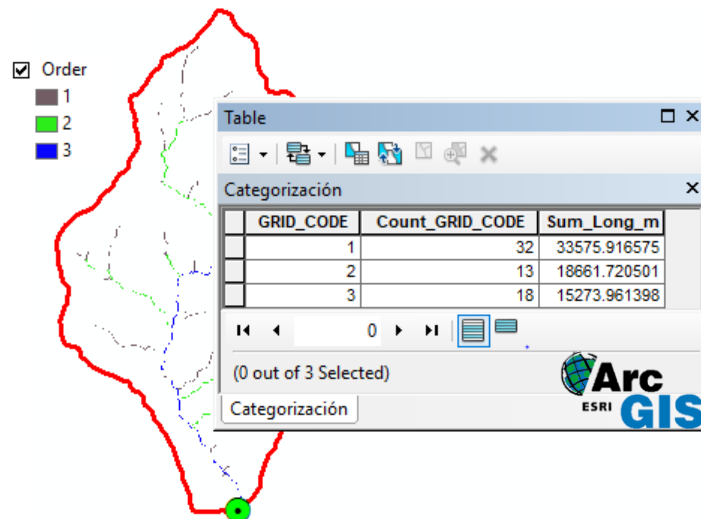 Order
1
2
3
Table
Categorización
GRID_CODE Count_GRID_CODE Sum_Long_m
1 32 33575.916575
2 13 18661.720501
3 18 15273.961398
0
(0 out of 3 Selected)
Categorización
Arc
ESRI GIS